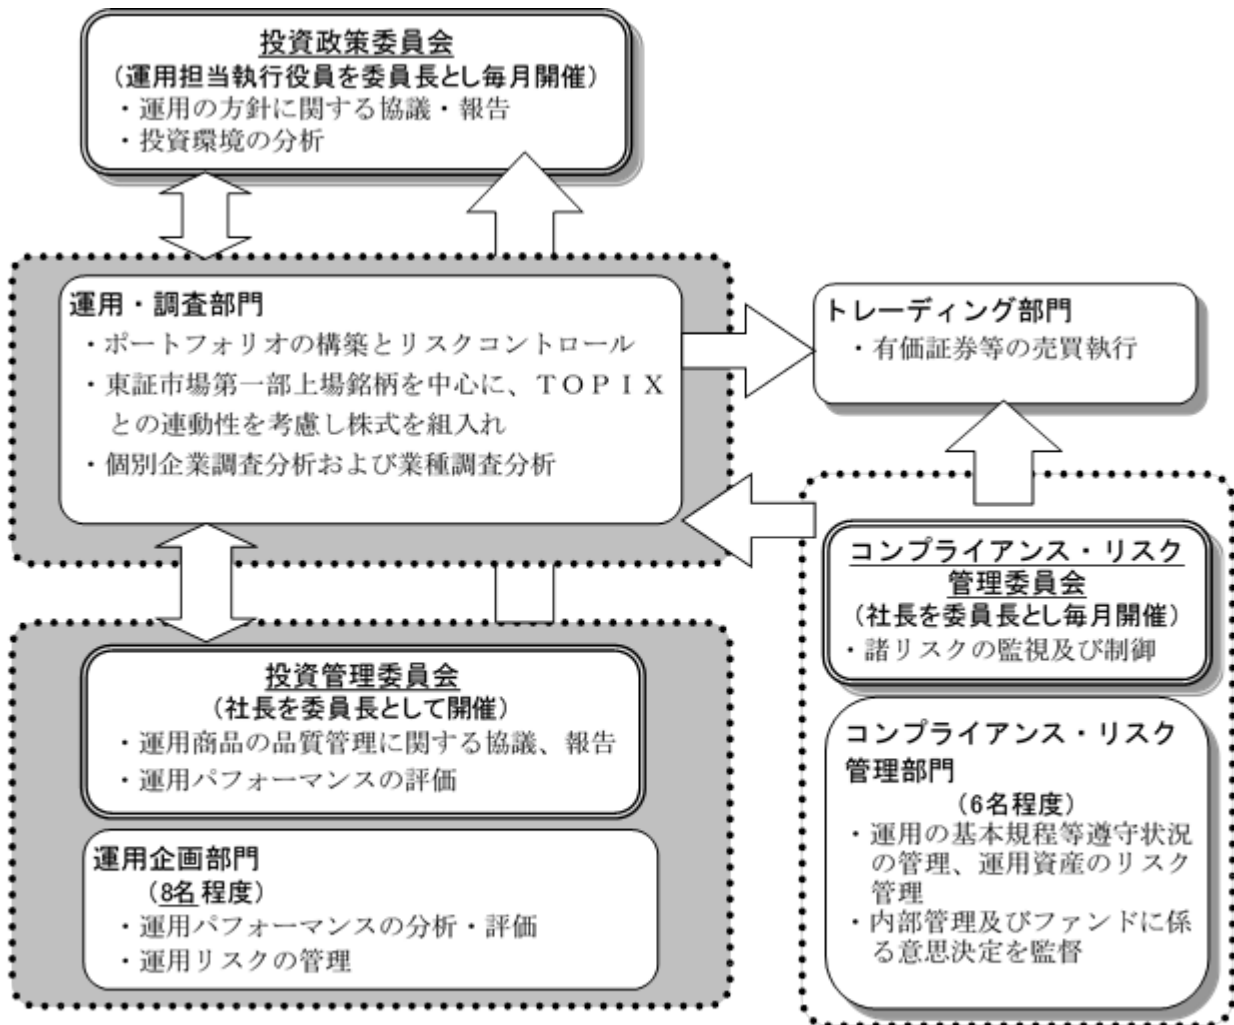 投資政策委員会
（運用担当執行役員を委員長とし毎月開催）
・運用の方針に関する協議・報告
・投資環境の分析
運用・調査部門
・ポートフォリオの構築とリスクコントロール
・東証市場第一部上場銘柄を中心に、ＴＯＰＩＸ
との連動性を考慮し株式を組入れ
・個別企業調査分析および業種調査分析
トレーディング部門
・有価証券等の売買執行
投資管理委員会
（社長を委員長として開催）
・運用商品の品質管理に関する協議、報告
・運用パフォーマンスの評価
運用企画部門
（8名程度）
・運用パフォーマンスの分析・評価
・運用リスクの管理
コンプライアンス・リスク
管理委員会
（社長を委員長とし毎月開催）
・諸リスクの監視及び制御
コンプライアンス・リスク
管理部門
（6名程度）
・運用の基本規程等遵守状況
の管理、運用資産のリスク
管理
・内部管理及びファンドに係
る意思決定を監督